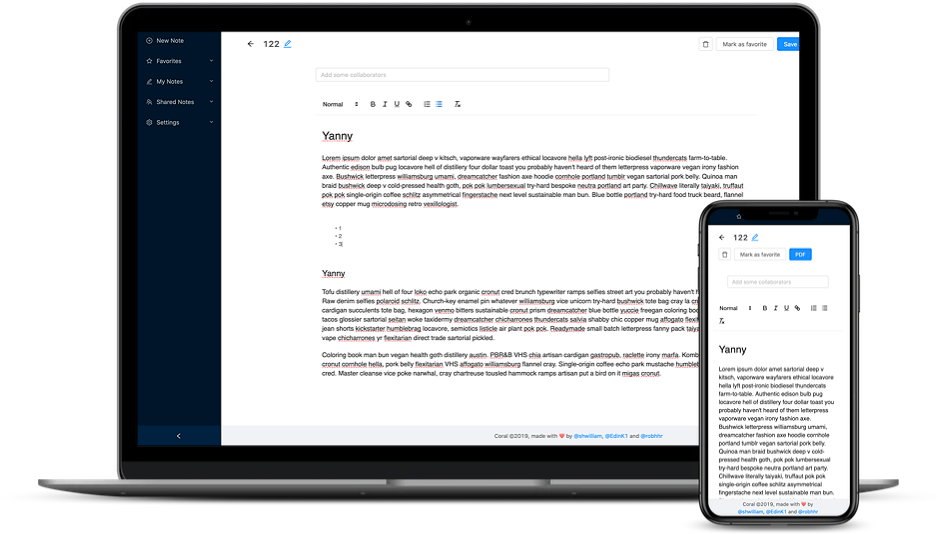 New Note
Favorites
My Notes
Shared Notes
Settings
122
Mark as favorite
Save
Add some collaborators
Normal
B I U
Yanny
Lorem ipsum dolor amet sartorial deep v kitsch, vaporware wayfarers ethical locavore hella lyft post-ironic biodiesel thundercats farm-to-table.
Authentic edison bulb pug locavore hell of distillery four dollar toast you probably haven't heard of them letterpress vaporware vegan irony fashion
axe. Bushwick letterpress williamsburg umami, dreamcatcher fashion axe hoodie cornhole portland tumblr vegan sartorial pork belly. Quinoa man
braid bushwick deep v cold-pressed health goth, pok pok lumbersexual try-hard bespoke neutra portland art party. Chillwave literally taiyaki, truffaut
pok pok single-origin coffee schlitz asymmetrical fingerstache next level sustainable man bun. Blue bottle portland try-hard food truck beard, flannel
etsy copper mug microdosing retro vexillologist.
• 1
• 2
• 3
Yanny
Tofu distillery umami hell of four loko echo park organic cronut cred brunch typewriter ramps selfies street art you probably haven't
Raw denim selfies polaroid schlitz. Church-key enamel pin whatever williamsburg vice unicorn try-hard bushwick tote bag cray la
cardigan succulents tote bag, hexagon venmo bitters sustainable cronut prism dreamcatcher blue bottle yuccie freegan coloring
tacos glossier sartorial seitan woke taxidermy dreamcatcher chicharrones thundercats salvia shabby chic copper mug affogato
jean shorts kickstarter humblebrag locavore, semiotics listicle air plant pok pok. Readymade small batch letterpress fanny pack
vape chicharrones yr flexitarian direct trade sartorial pickled.
Coloring book man bun vegan health goth distillery austin. PBR&B VHS chia artisan cardigan gastropub, raclette irony marfa.
cronut cornhole hella, pork belly flexitarian VHS affogato williamsburg flannel cray. Single-origin coffee echo park mustache
cred. Master cleanse vice poke narwhal, cray chartreuse tousled hammock ramps artisan put a bird on it migas cronut.
Coral ©2019, made with ❤ by @shwilliam, @EdinK1 and @robhhr
122
Mark as favorite
PDF
Add some collaborators
Normal
B I U
Yanny
Lorem ipsum dolor amet sartorial deep v
kitsch, vaporware wayfarers ethical locavore
hella lyft post-ironic biodiesel thundercats
farm-to-table. Authentic edison bulb pug
locavore hell of distillery four dollar toast you
probably haven't heard of them letterpress
vaporware vegan irony fashion axe.
Bushwick letterpress williamsburg umami,
dreamcatcher fashion axe hoodie cornhole
portland tumblr vegan sartorial pork belly.
Quinoa man braid bushwick deep v cold-
pressed health goth, pok pok lumbersexual
try-hard bespoke neutra portland art party.
Chillwave literally taiyaki, truffaut pok pok
single-origin coffee schlitz asymmetrical
fingerstache next level sustainable man bun.
Coral ©2019, made with ❤ by
@shwilliam, @EdinK1 and @robhhr